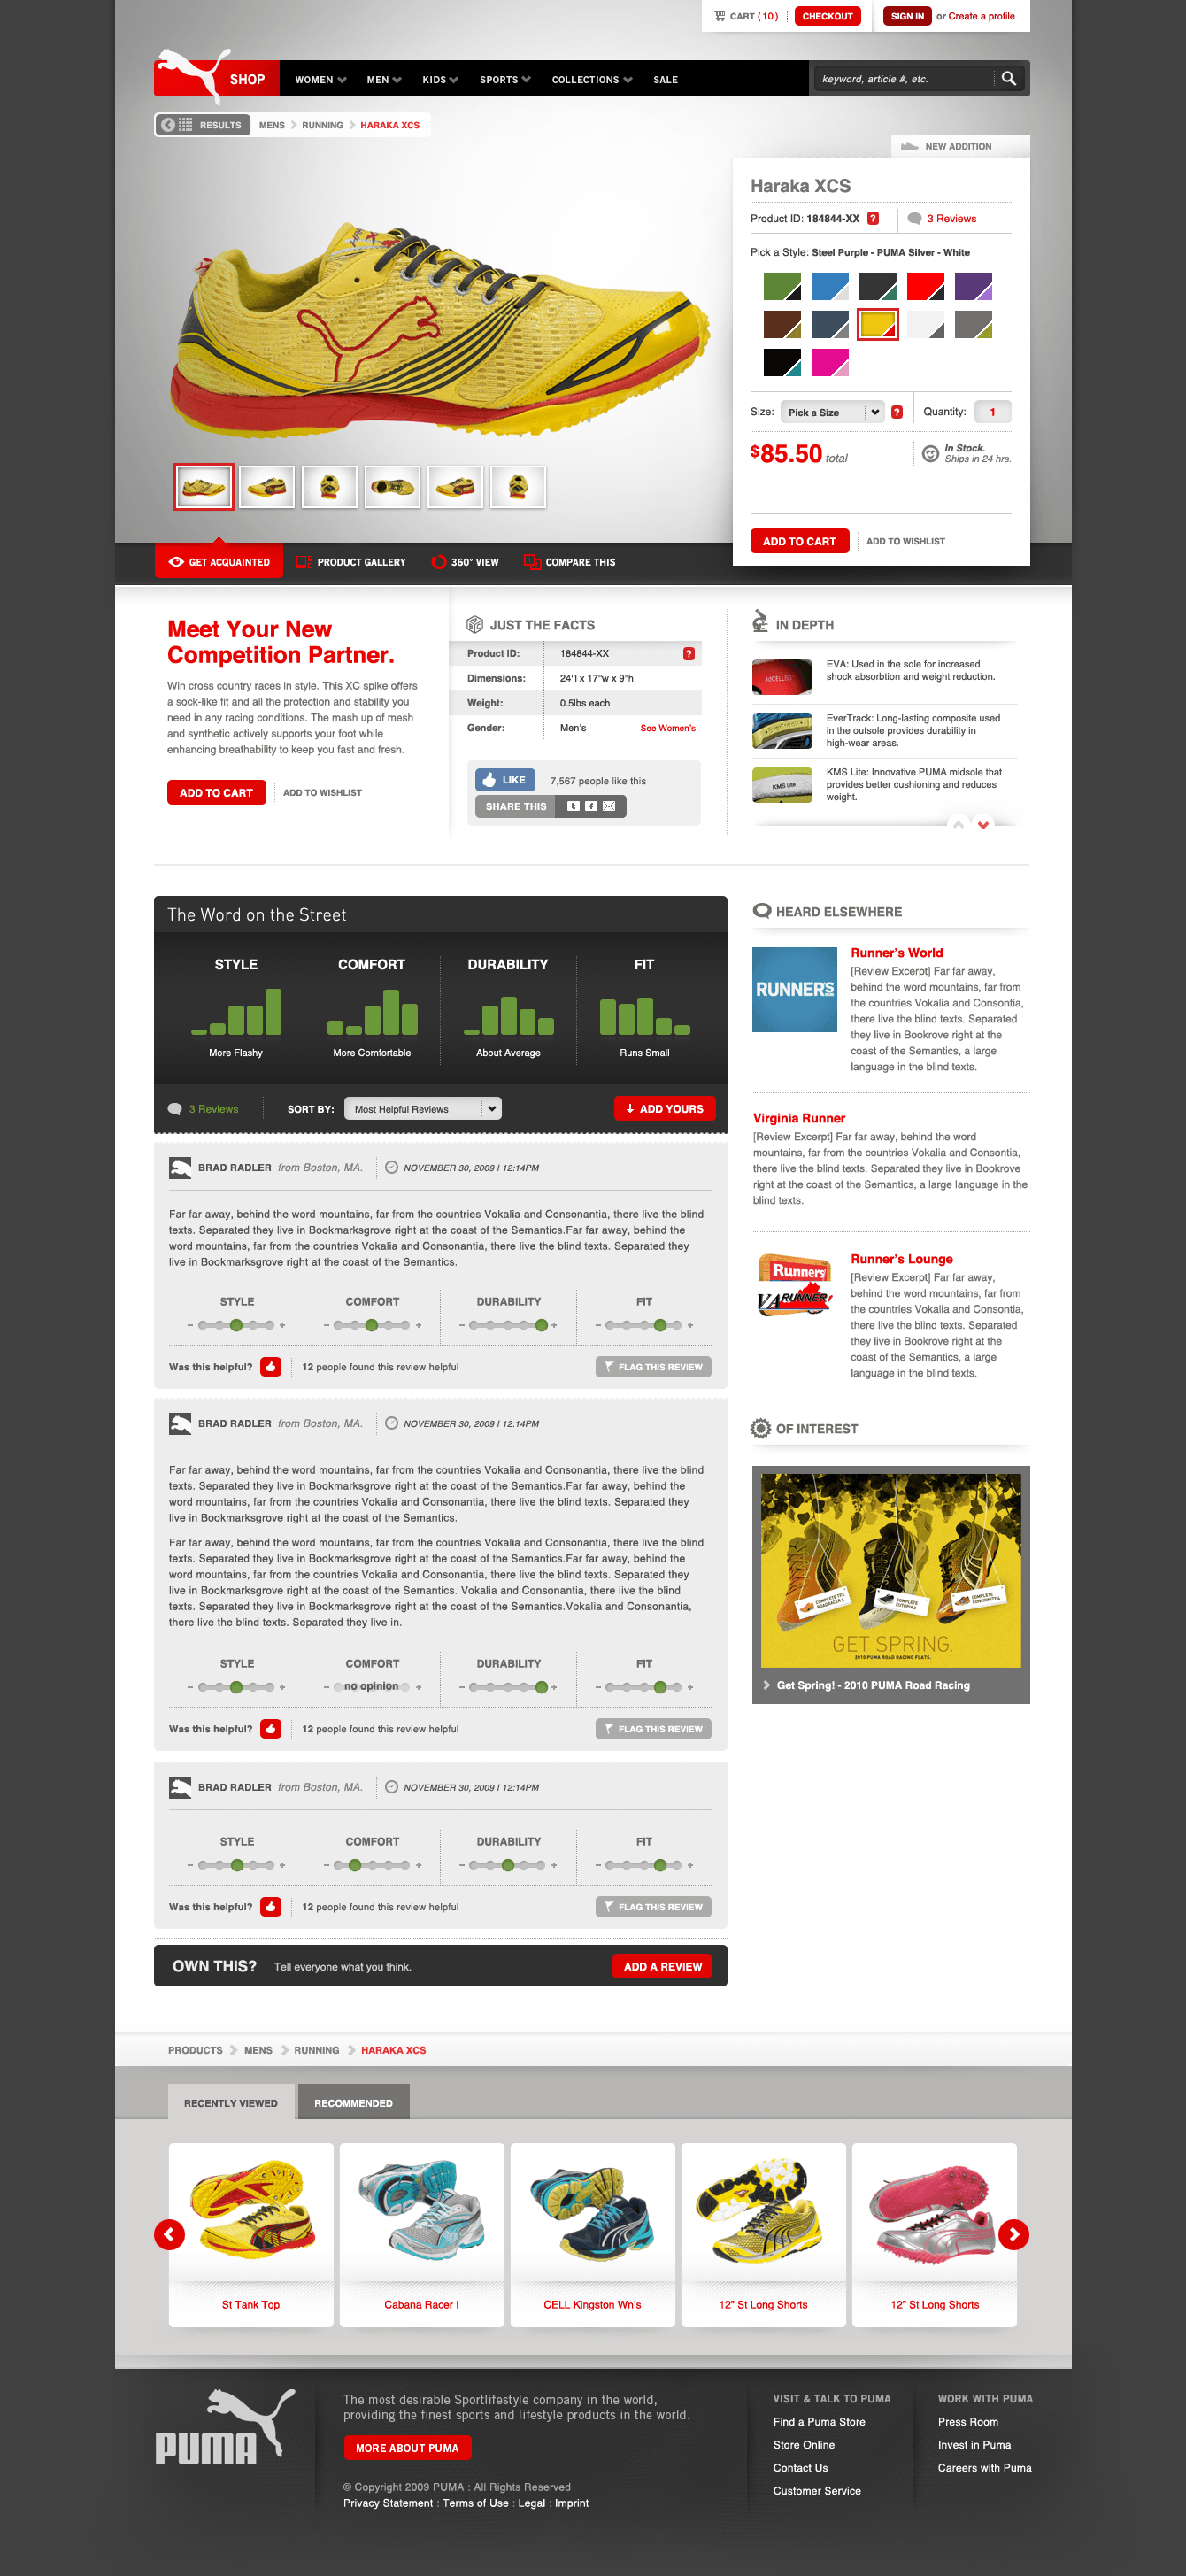 CART ( 10 ) CHECKOUT SIGN IN or Create a profile
SHOP WOMEN MEN KIDS SPORTS COLLECTIONS SALE keyword, article #, etc.
RESULTS MENS RUNNING HARAKA XCS
NEW ADDITION
Haraka XCS
Product ID: 184844-XX ? 3 Reviews
Pick a Style: Steel Purple - PUMA Silver - White
Size: Pick a Size ? Quantity: 1
$85.50 total In Stock.
Ships in 24 hrs.
ADD TO CART ADD TO WISHLIST
GET ACQUAINTED PRODUCT GALLERY 360° VIEW COMPARE THIS
Meet Your New
Competition Partner.
Win cross country races in style. This XC spike offers
a sock-like fit and all the protection and stability you
need in any racing conditions. The mash up of mesh
and synthetic actively supports your foot while
enhancing breathability to keep you fast and fresh.
ADD TO CART ADD TO WISHLIST
JUST THE FACTS
Product ID: 184844-XX ?
Dimensions: 24"l x 17"w x 9"h
Weight: 0.5lbs each
Gender: Men's See Women's
LIKE 7,567 people like this
SHARE THIS
IN DEPTH
EVA: Used in the sole for increased
shock absorbtion and weight reduction.
EverTrack: Long-lasting composite used
in the outsole provides durability in
high-wear areas.
KMS Lite
KMS Lite: Innovative PUMA midsole that
provides better cushioning and reduces
weight.
The Word on the Street
STYLE COMFORT DURABILITY FIT
More Flashy More Comfortable About Average Runs Small
3 Reviews SORT BY: Most Helpful Reviews ADD YOURS
BRAD RADLER from Boston, MA. NOVEMBER 30, 2009 | 12:14PM
Far far away, behind the word mountains, far from the countries Vokalia and Consonantia, there live the blind
texts. Separated they live in Bookmarksgrove right at the coast of the Semantics.Far far away, behind the
word mountains, far from the countries Vokalia and Consonantia, there live the blind texts. Separated they
live in Bookmarksgrove right at the coast of the Semantics.
STYLE COMFORT DURABILITY FIT
Was this helpful? 12 people found this review helpful FLAG THIS REVIEW
BRAD RADLER from Boston, MA. NOVEMBER 30, 2009 | 12:14PM
Far far away, behind the word mountains, far from the countries Vokalia and Consonantia, there live the blind
texts. Separated they live in Bookmarksgrove right at the coast of the Semantics.Far far away, behind the
word mountains, far from the countries Vokalia and Consonantia, there live the blind texts. Separated they
live in Bookmarksgrove right at the coast of the Semantics.
Far far away, behind the word mountains, far from the countries Vokalia and Consonantia, there live the blind
texts. Separated they live in Bookmarksgrove right at the coast of the Semantics.Far far away, behind the
word mountains, far from the countries Vokalia and Consonantia, there live the blind texts. Separated they
live in Bookmarksgrove right at the coast of the Semantics. Vokalia and Consonantia, there live the blind
texts. Separated they live in Bookmarksgrove right at the coast of the Semantics.Vokalia and Consonantia,
there live the blind texts. Separated they live in.
STYLE COMFORT DURABILITY FIT
no opinion
Was this helpful? 12 people found this review helpful FLAG THIS REVIEW
BRAD RADLER from Boston, MA. NOVEMBER 30, 2009 | 12:14PM
STYLE COMFORT DURABILITY FIT
Was this helpful? 12 people found this review helpful FLAG THIS REVIEW
OWN THIS? Tell everyone what you think. ADD A REVIEW
HEARD ELSEWHERE
RUNNER'S
Runner's World
[Review Excerpt] Far far away,
behind the word mountains, far from
the countries Vokalia and Consontia,
there live the blind texts. Separated
they live in Bookrove right at the
coast of the Semantics, a large
language in the blind texts.
Virginia Runner
[Review Excerpt] Far far away, behind the word
mountains, far from the countries Vokalia and Consontia,
there live the blind texts. Separated they live in Bookrove
right at the coast of the Semantics, a large language in the
blind texts.
Runners'
VA RUNNER!
Runner's Lounge
[Review Excerpt] Far far away,
behind the word mountains, far from
the countries Vokalia and Consontia,
there live the blind texts. Separated
they live in Bookrove right at the
coast of the Semantics, a large
language in the blind texts.
OF INTEREST
GET SPRING.
2010 PUMA ROAD RACING FLATS.
Get Spring! - 2010 PUMA Road Racing
PRODUCTS MENS RUNNING HARAKA XCS
RECENTLY VIEWED RECOMMENDED
St Tank Top Cabana Racer I CELL Kingston Wn's 12" St Long Shorts 12" St Long Shorts
PUMA
The most desirable Sportlifestyle company in the world,
providing the finest sports and lifestyle products in the world.
MORE ABOUT PUMA
© Copyright 2009 PUMA : All Rights Reserved
Privacy Statement : Terms of Use : Legal : Imprint
VISIT & TALK TO PUMA
Find a Puma Store
Store Online
Contact Us
Customer Service
WORK WITH PUMA
Press Room
Invest in Puma
Careers with Puma